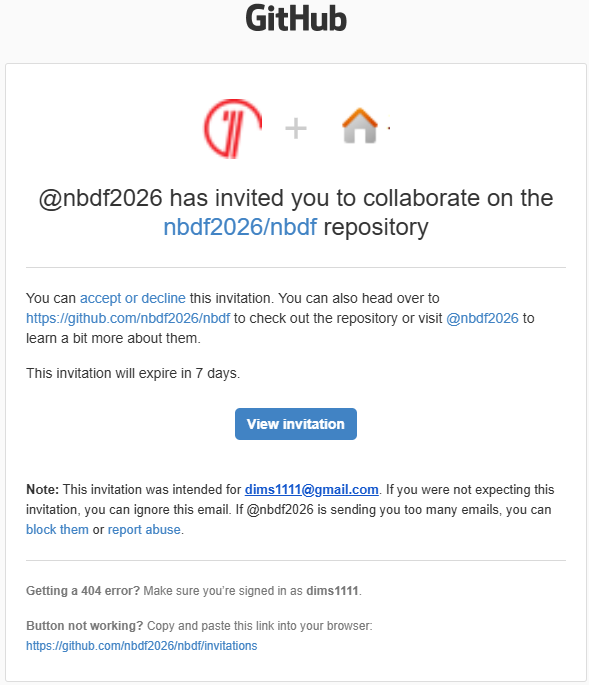 GitHub
@nbdf2026 has invited you to collaborate on the
nbdf2026/nbdf repository
You can accept or decline this invitation. You can also head over to
https://github.com/nbdf2026/nbdf to check out the repository or visit @nbdf2026 to
learn a bit more about them.
This invitation will expire in 7 days.
View invitation
Note: This invitation was intended for dims1111@gmail.com. If you were not expecting this
invitation, you can ignore this email. If @nbdf2026 is sending you too many emails, you can
block them or report abuse.
Getting a 404 error? Make sure you’re signed in as dims1111.
Button not working? Copy and paste this link into your browser:
https://github.com/nbdf2026/nbdf/invitations